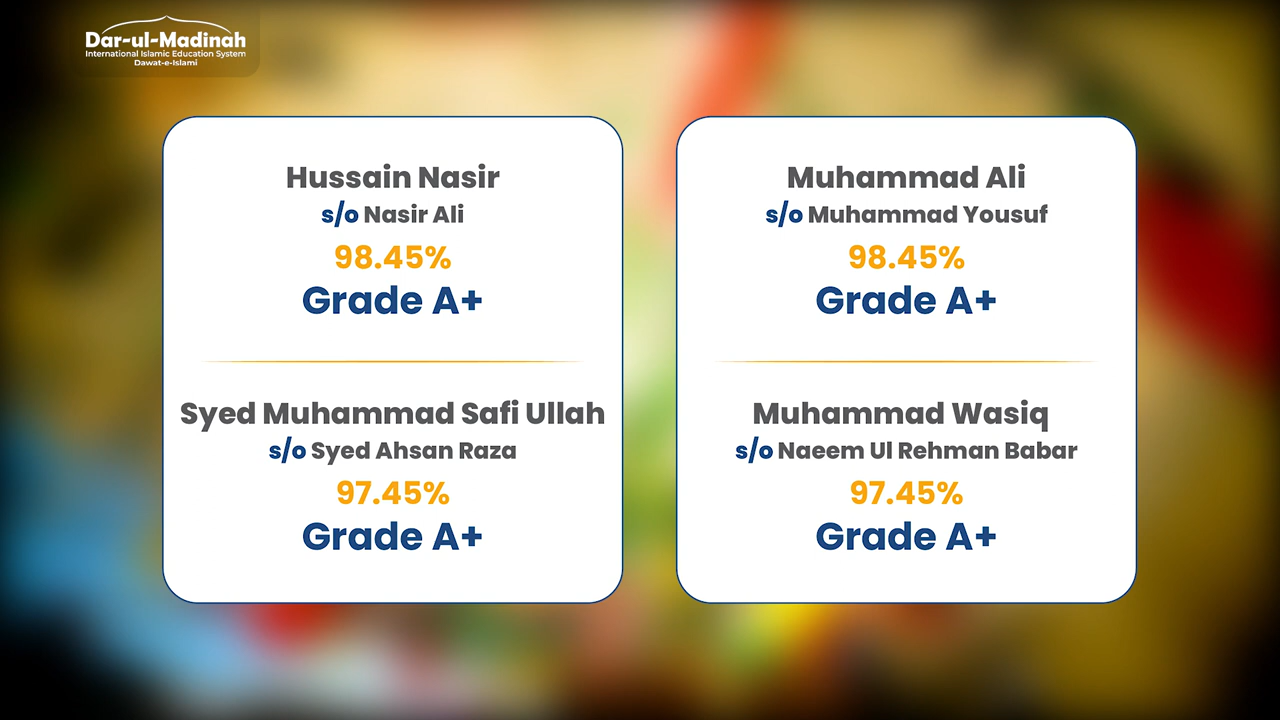 Dar-ul-Madinah
International Islamic Education System
Dawat-e-Islami
Hussain Nasir
s/o Nasir Ali
98.45%
Grade A+
Syed Muhammad Safi Ullah
s/o Syed Ahsan Raza
97.45%
Grade A+
Muhammad Ali
s/o Muhammad Yousuf
98.45%
Grade A+
Muhammad Wasiq
s/o Naeem Ul Rehman Babar
97.45%
Grade A+